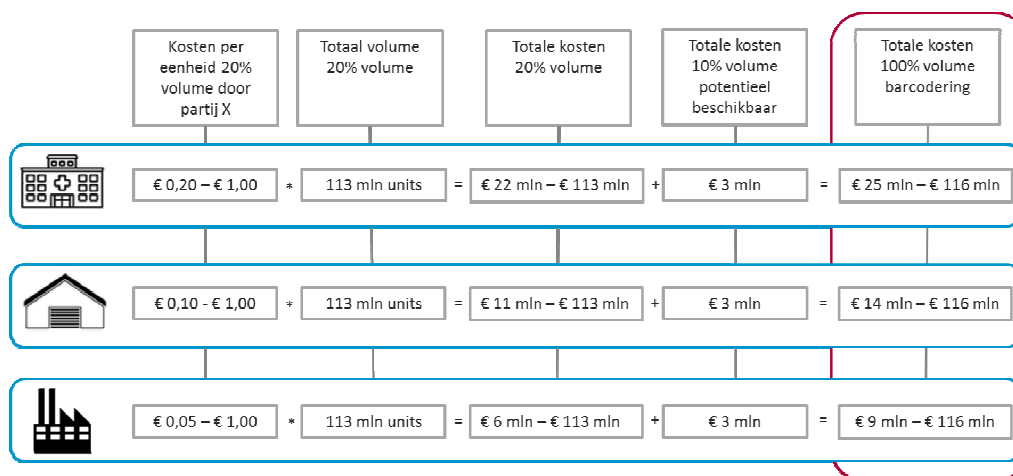 Kosten per
eenheid 20%
volume door
partij X
Totaal volume
20% volume
Totale kosten
20% volume
Totale kosten
10% volume
potentieel
beschikbaar
Totale kosten
100% volume
barcodering
€ 0,20 – € 1,00 * 113 mln units = € 22 mln – € 113 mln + € 3 mln = € 25 mln – € 116 mln
€ 0,10 - € 1,00 * 113 mln units = € 11 mln – € 113 mln + € 3 mln = € 14 mln – € 116 mln
€ 0,05 – € 1,00 * 113 mln units = € 6 mln – € 113 mln + € 3 mln = € 9 mln – € 116 mln